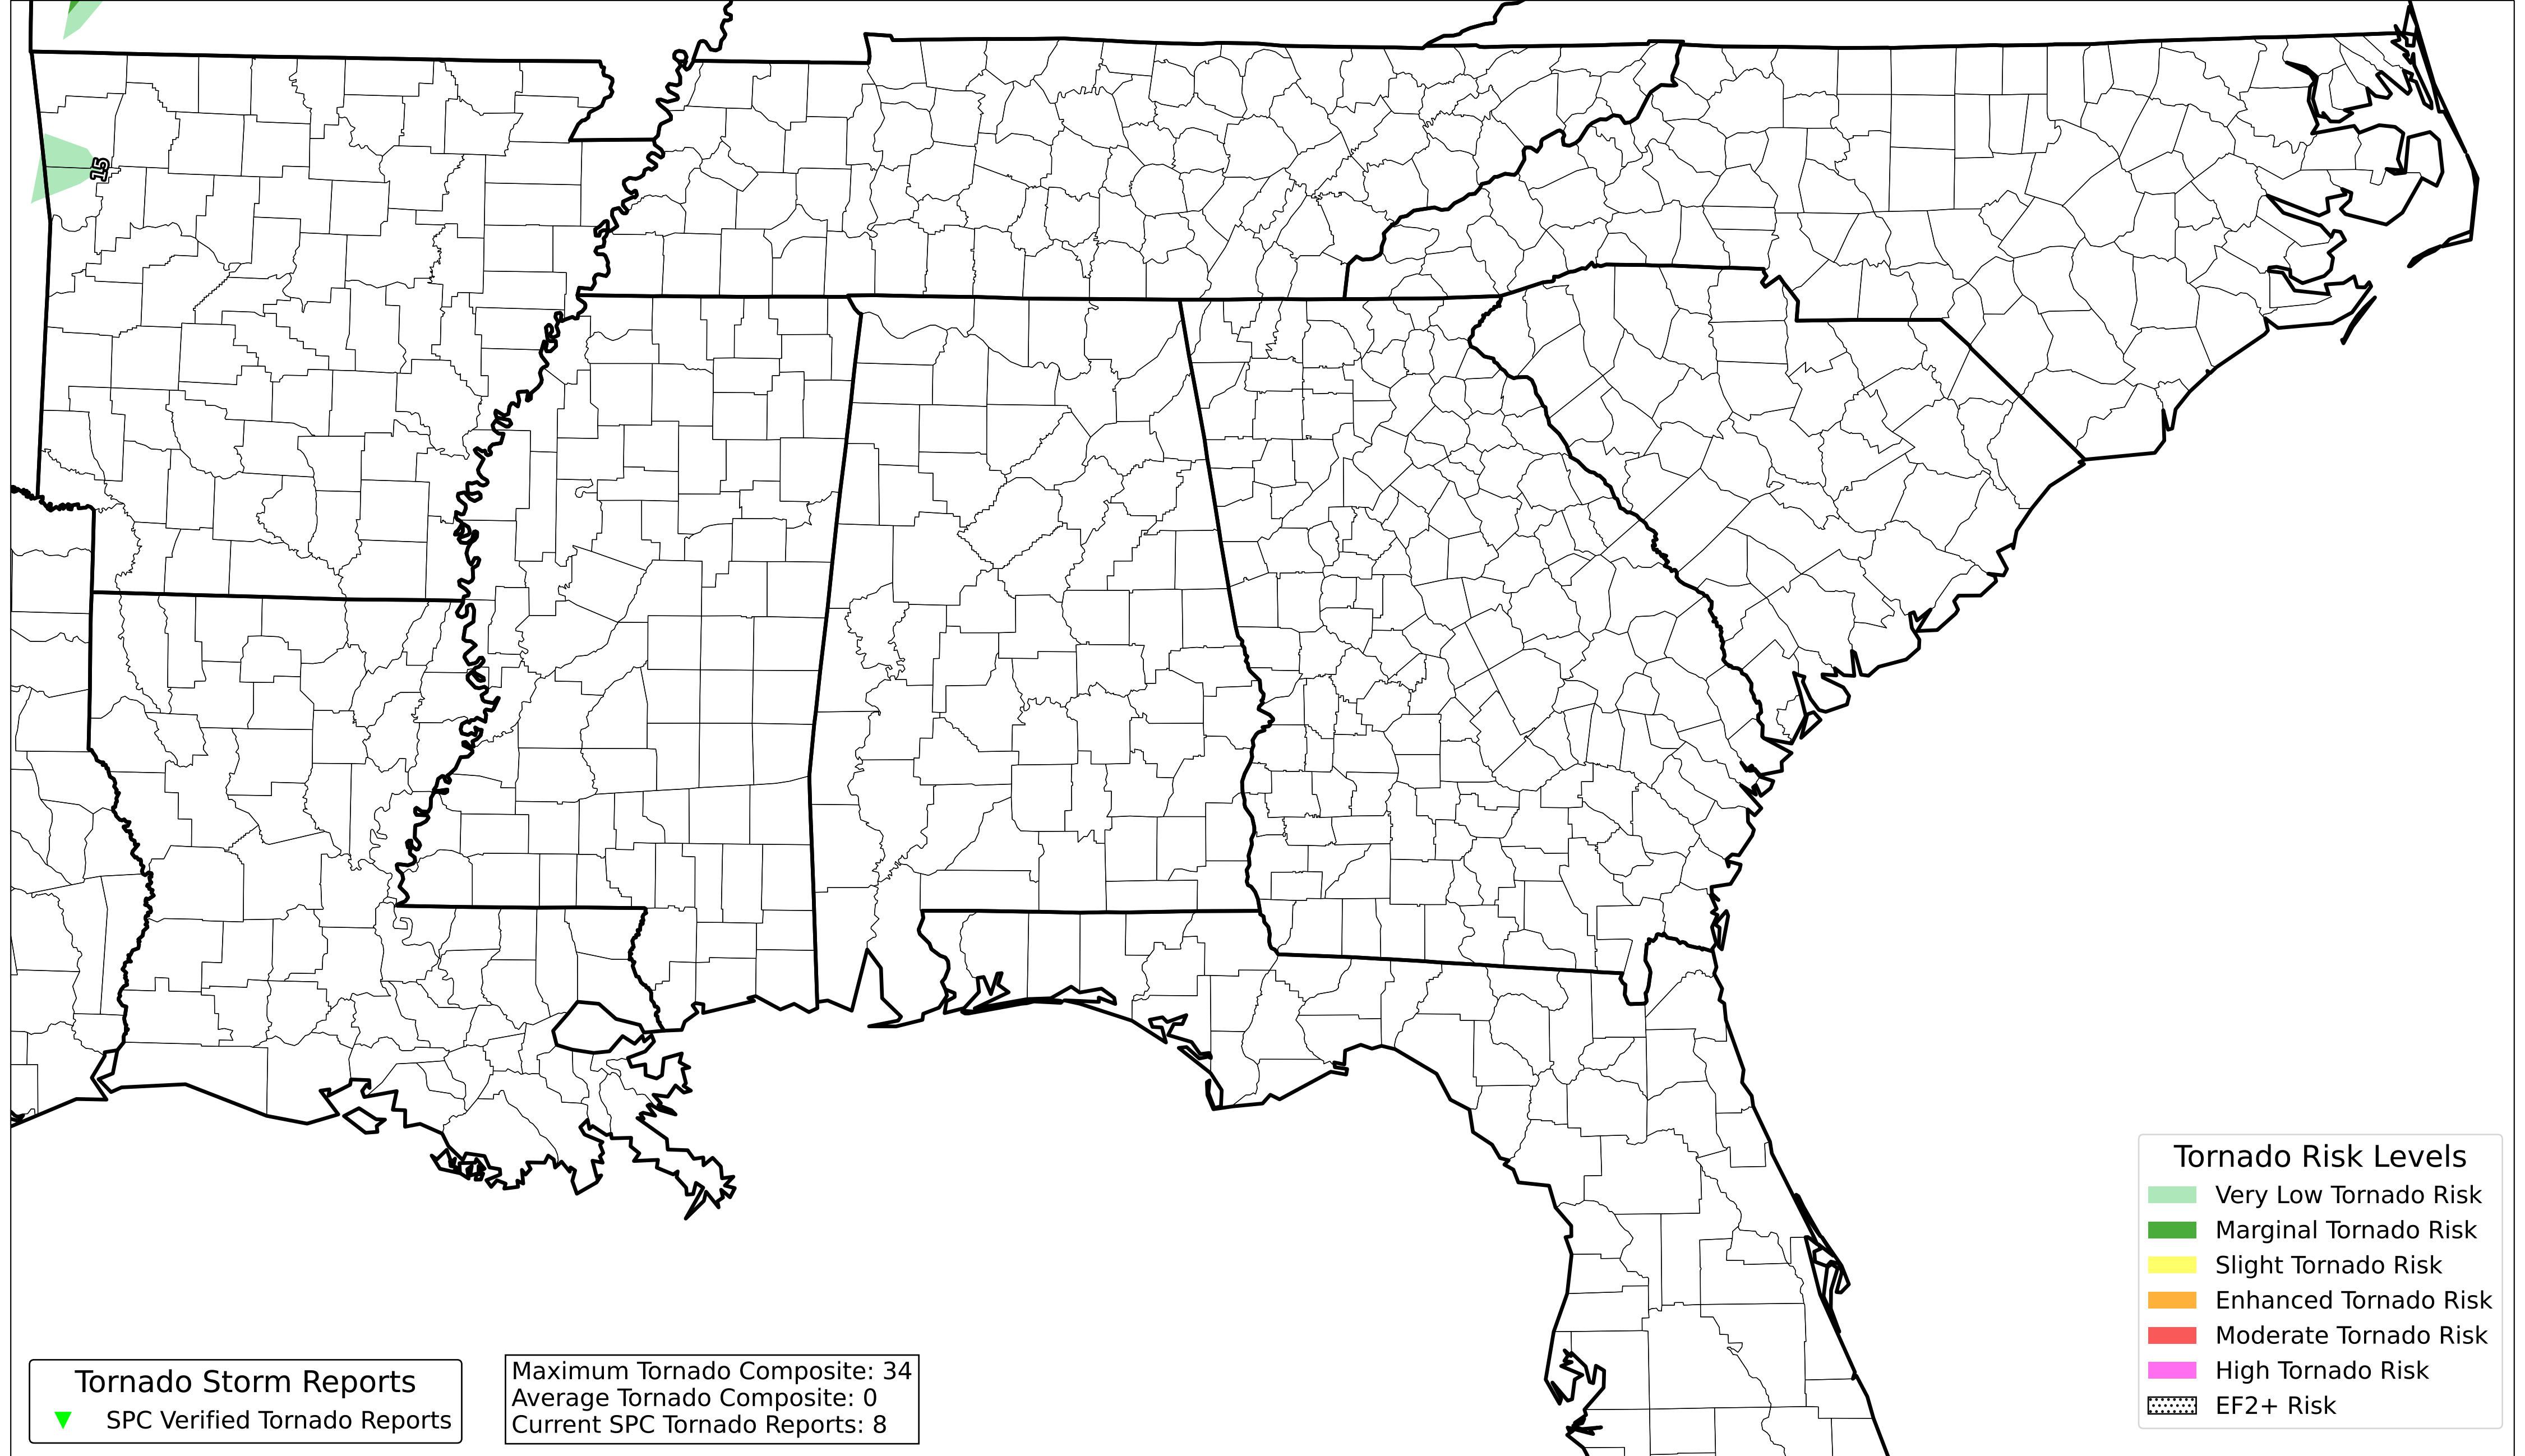 15
Tornado Risk Levels
Very Low Tornado Risk
Marginal Tornado Risk
Slight Tornado Risk
Enhanced Tornado Risk
Moderate Tornado Risk
High Tornado Risk
EF2+ Risk
Tornado Storm Reports
SPC Verified Tornado Reports
Maximum Tornado Composite: 34
Average Tornado Composite: 0
Current SPC Tornado Reports: 8